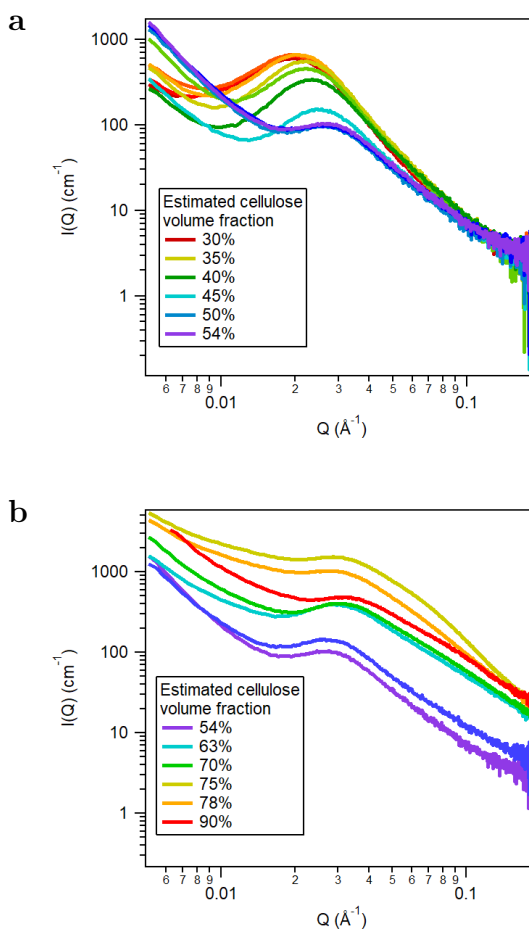 a
1000
100
10
1
I(Q) (cm⁻¹)
Estimated cellulose
volume fraction
30%
35%
40%
45%
50%
54%
6 7 8 9 2 3 4 5 6 7 8 9
0.01 0.1
Q (Å⁻¹)
b
1000
100
10
1
I(Q) (cm⁻¹)
Estimated cellulose
volume fraction
54%
63%
70%
75%
78%
90%
6 7 8 9 2 3 4 5 6 7 8 9
0.01 0.1
Q (Å⁻¹)